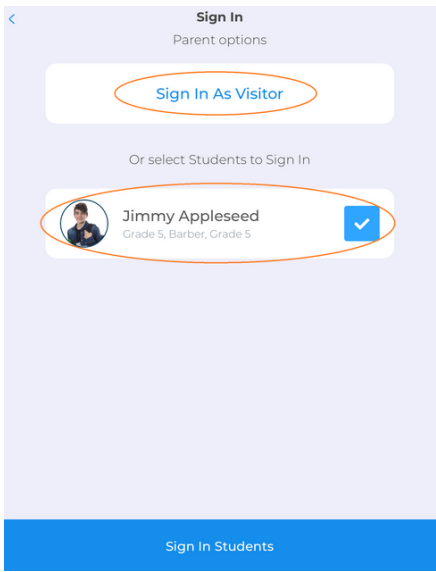 Sign In
Parent options
Sign In As Visitor
Or select Students to Sign In
Jimmy Appleseed
Grade 5, Barber, Grade 5
Sign In Students